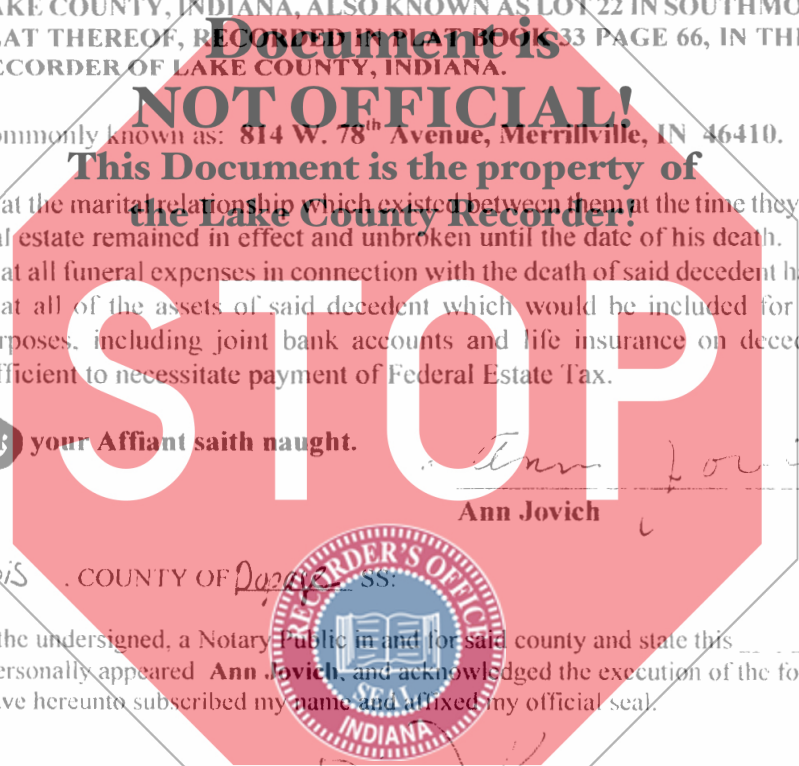 AKE COUNTY, INDIANA, ALSO KNOWN AS LOT 22 IN SOUTHMO
AT THEREOF, RECORDED IN PLAT BOOK 33 PAGE 66, IN THE
ECORDER OF LAKE COUNTY, INDIANA.
Document is
NOT OFFICIAL!
ommonly known as: 814 W. 78th Avenue, Merrillville, IN 46410.
This Document is the property of
the Lake County Recorder!
at the marital relationship which existed between them at the time they
al estate remained in effect and unbroken until the date of his death.
at all funeral expenses in connection with the death of said decedent ha
at all of the assets of said decedent which would be included for
rposes, including joint bank accounts and life insurance on deced
fficient to necessitate payment of Federal Estate Tax.
STOP
your Affiant saith naught.
Ann Jovi
Ann Jovich
ois . COUNTY OF Dupage SS:
the undersigned, a Notary Public in and for said county and state this
ersonally appeared Ann Jovich, and acknowledged the execution of the fo
ave hereunto subscribed my name and affixed my official seal.
RECORDER'S OFFICE
SEAL
INDIANA